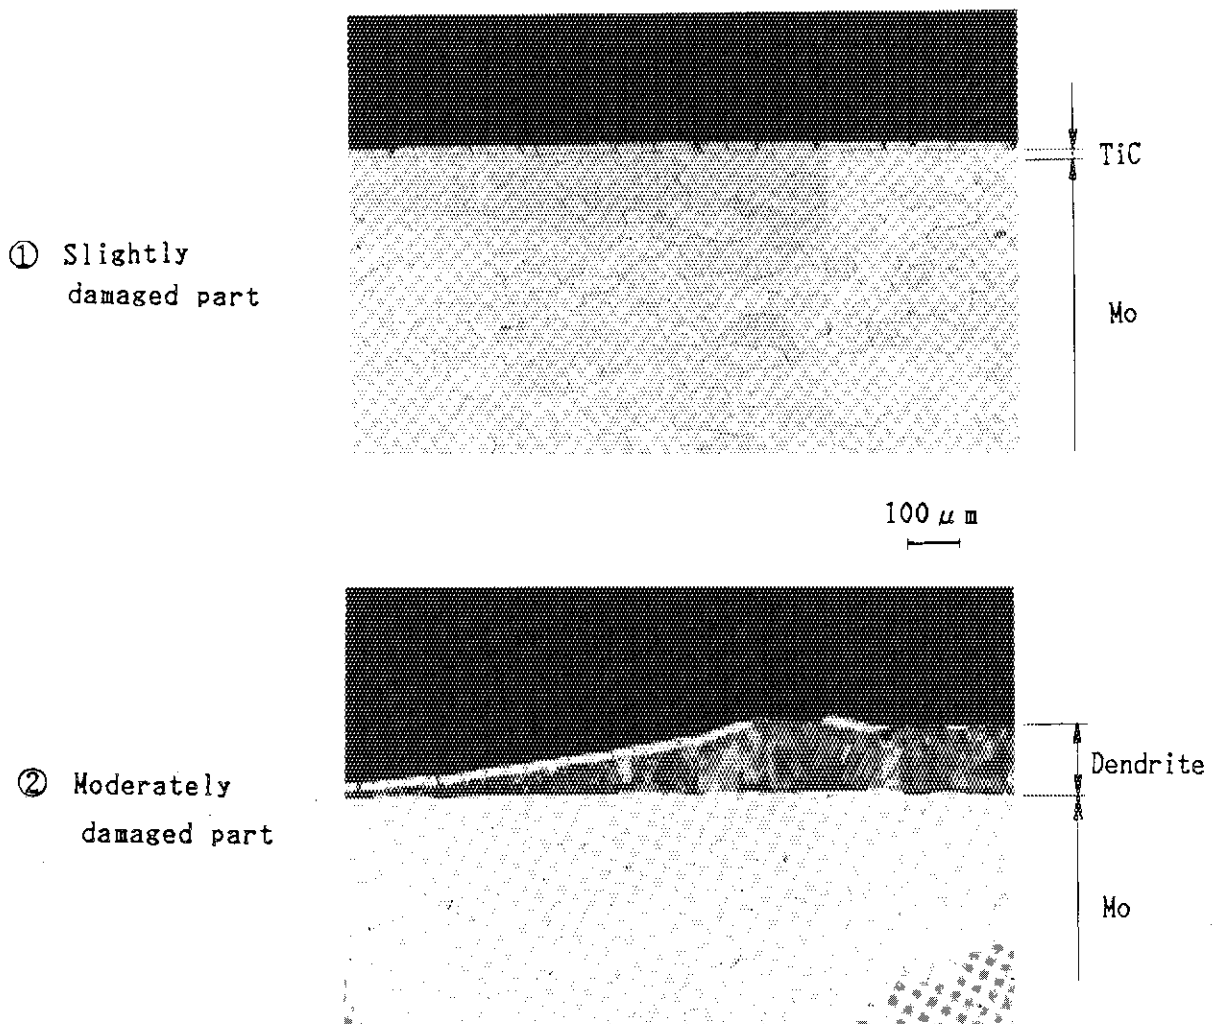 TiC
① Slightly
damaged part
Mo
100 μm
② Moderately
damaged part
Dendrite
Mo